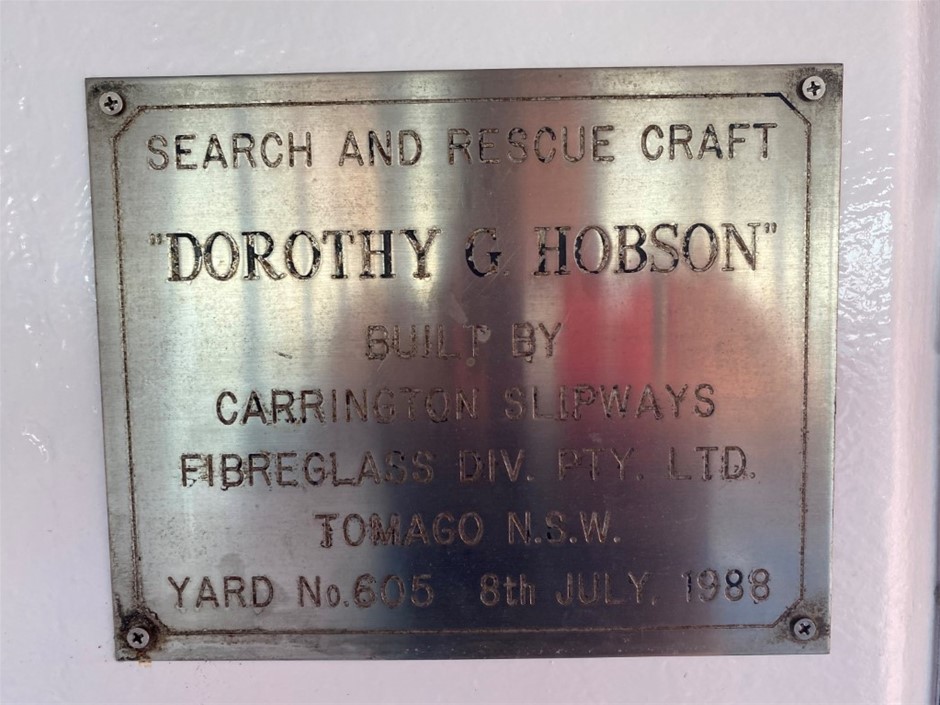 SEARCH AND RESCUE CRAFT
"DOROTHY G. HOBSON"
BUILT BY
CARRINGTON SLIPWAYS
FIBREGLASS DIV. PTY. LTD.
TOMAGO N.S.W.
YARD No.605 8th JULY, 1988